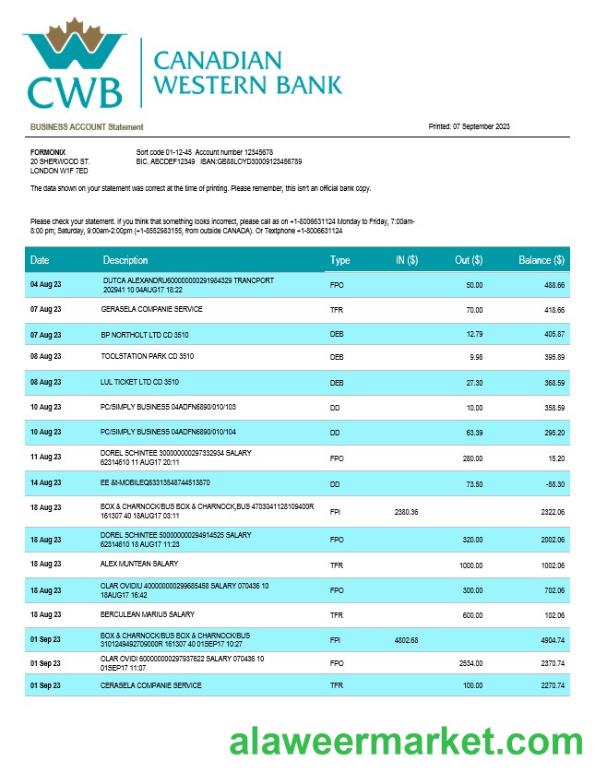 CWB
CANADIAN
WESTERN BANK
BUSINESS ACCOUNT Statement
Printed: 07 September 2023
FORMONIX
Sort code 01-12-45 Account number 12345678
20 SHERWOOD ST.
BIC. ABCDEF12349 IBAN:GB88LOYD30009123456789
LONDON W1F 7ED
The data shown on your statement was correct at the time of printing. Please remember, this isn't an official bank copy.
Please check your statement. If you think that something looks incorrect, please call as on +1-8006631124 Monday to Friday, 7:00am-
8:00 pm; Saturday, 9:00am-2:00pm (+1-8552983155, from outside CANADA). Or Textphone +1-8006631124
Date Description Type IN ($) Out ($) Balance ($)
04 Aug 23 DUTCA ALEXANDRU600000000291984329 TRANCPORT
202941 10 04AUG17 18:22 FPO 50.00 488.66
07 Aug 23 GERASELA COMPANIE SERVICE TFR 70.00 418.66
07 Aug 23 BP NORTHOLT LTD CD 3510 DEB 12.79 405.87
08 Aug 23 TOOLSTATION PARK CD 3510 DEB 9.98 395.89
08 Aug 23 LUL TICKET LTD CD 3510 DEB 27.30 368.59
10 Aug 23 PC/SIMPLY BUSINESS 04ADFN6890/010/103 DD 10.00 358.59
10 Aug 23 PC/SIMPLY BUSINESS 04ADFN6890/010/104 DD 63.39 295.20
11 Aug 23 DOREL SCHINTEE 300000000297332934 SALARY
62314610 11 AUG17 20:11 FPO 280.00 15.20
14 Aug 23 EE &t-MOBILEQ63313648744513870 DD 73.50 -58.30
18 Aug 23 BOX & CHARNOCK/BUS BOX & CHARNOCK,BUS 4703041128109400R
161307 40 18AUG17 03:11 FPI 2380.36 2322.06
18 Aug 23 DOREL SCHINTEE 500000000294914525 SALARY
62314610 18 AUG17 11:23 FPO 320.00 2002.06
18 Aug 23 ALEX MUNTEAN SALARY TFR 1000.00 1002.06
18 Aug 23 OLAR OVIDIU 400000000299685458 SALARY 070436 10
18AUG17 16:42 FPO 300.00 702.06
18 Aug 23 BERCULEAN MARIUS SALARY TFR 600.00 102.06
01 Sep 23 BOX & CHARNOCK/BUS BOX & CHARNOCK/BUS
3101249492709000R 161307 40 01SEP17 10:27 FPI 4802.68 4904.74
01 Sep 23 OLAR OVIDI 600000000297937622 SALARY 070436 10
01SEP17 11:07 FPO 2534.00 2370.74
01 Sep 23 CERASELA COMPANIE SERVICE TFR 100.00 2270.74
alaweermarket.com